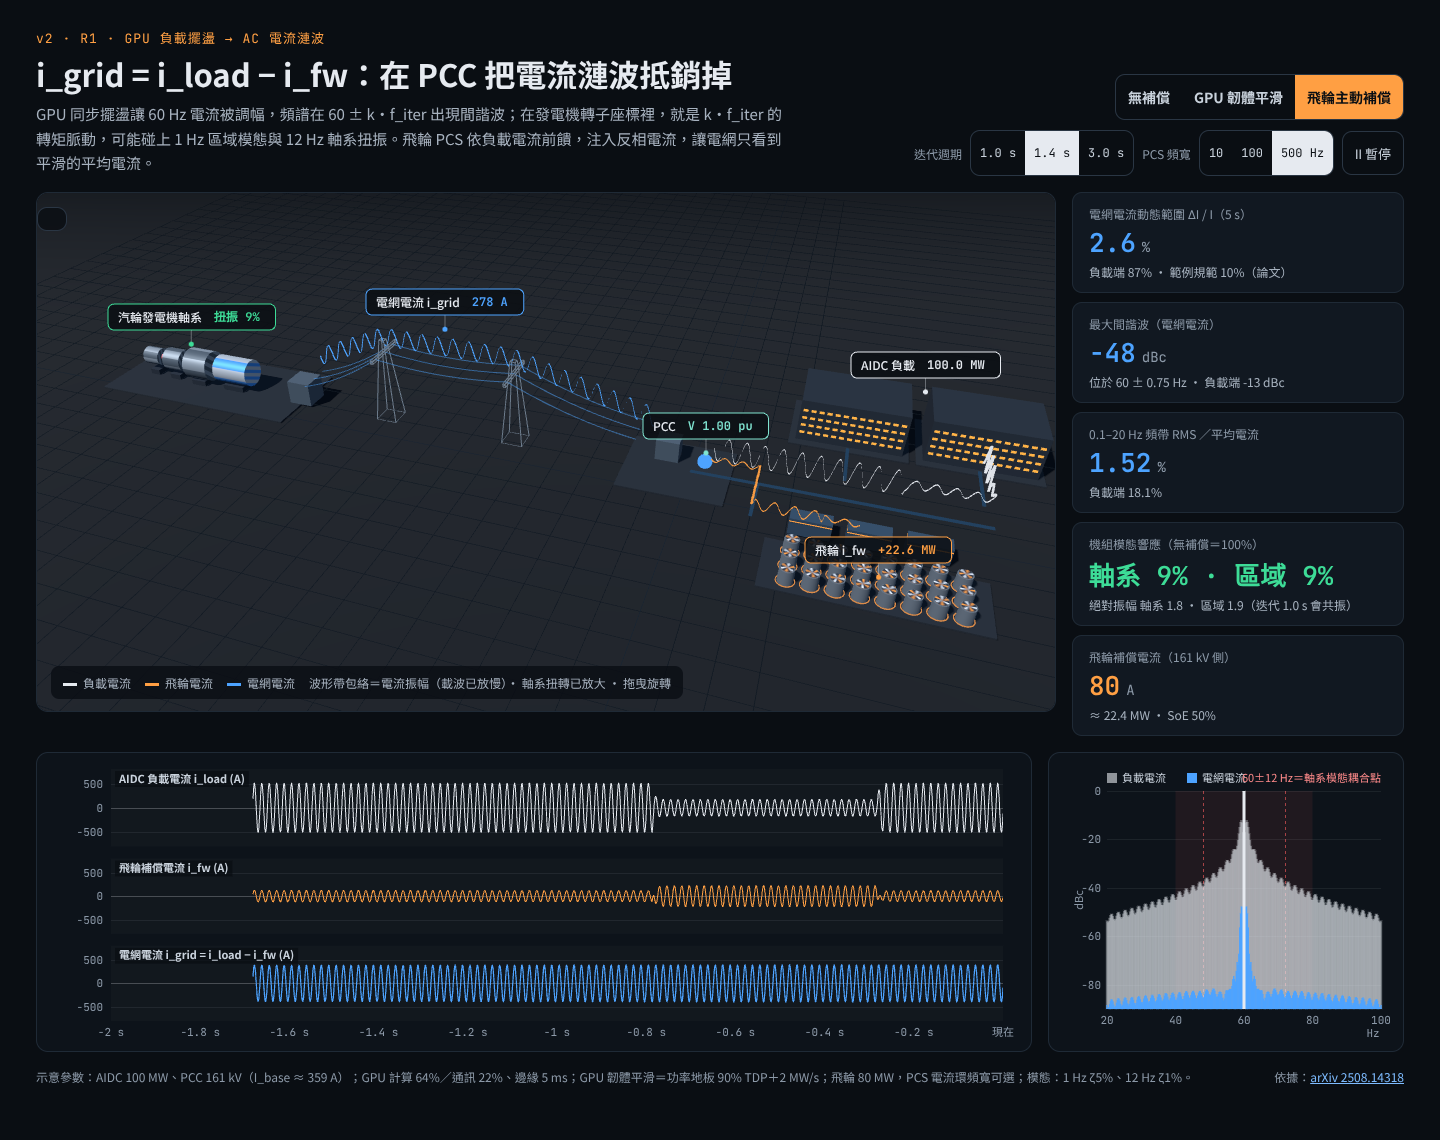 v2 · R1 · GPU 負載擺盪 → AC 電流漣波
i_grid = i_load − i_fw：在 PCC 把電流漣波抵銷掉
GPU 同步擺盪讓 60 Hz 電流被調幅，頻譜在 60 ± k·f_iter 出現間諧波；在發電機轉子座標裡，就是 k·f_iter 的
轉矩脈動，可能碰上 1 Hz 區域模態與 12 Hz 軸系扭振。飛輪 PCS 依負載電流前饋，注入反相電流，讓電網只看到
平滑的平均電流。
無補償 GPU 韌體平滑 飛輪主動補償
迭代週期 1.0 s 1.4 s 3.0 s PCS 頻寬 10 100 500 Hz II 暫停
汽輪發電機軸系 扭振 9%
電網電流 i_grid 278 A
AIDC 負載 100.0 MW
PCC V 1.00 pu
飛輪 i_fw +22.6 MW
負載電流 飛輪電流 電網電流 波形帶包絡＝電流振幅（載波已放慢）· 軸系扭轉已放大 · 拖曳旋轉
電網電流動態範圍 ΔI / I（5 s）
2.6 %
負載端 87% · 範例規範 10%（論文）
最大間諧波（電網電流）
-48 dBc
位於 60 ± 0.75 Hz · 負載端 -13 dBc
0.1–20 Hz 頻帶 RMS ／平均電流
1.52 %
負載端 18.1%
機組模態響應（無補償＝100%）
軸系 9% · 區域 9%
絕對振幅 軸系 1.8 · 區域 1.9（迭代 1.0 s 會共振）
飛輪補償電流（161 kV 側）
80 A
≈ 22.4 MW · SoE 50%
AIDC 負載電流 i_load (A)
500
0
-500
飛輪補償電流 i_fw (A)
500
0
-500
電網電流 i_grid = i_load − i_fw (A)
500
0
-500
-2 s -1.8 s -1.6 s -1.4 s -1.2 s -1 s -0.8 s -0.6 s -0.4 s -0.2 s 現在
負載電流 電網電流 60±12 Hz＝軸系模態耦合點
0
-20
-40
-60
-80
dBc
20 40 60 80 100
Hz
示意參數：AIDC 100 MW、PCC 161 kV（I_base ≈ 359 A）；GPU 計算 64%／通訊 22%、邊緣 5 ms；GPU 韌體平滑＝功率地板 90% TDP＋2 MW/s；飛輪 80 MW，PCS 電流環頻寬可選；模態：1 Hz ζ5%、12 Hz ζ1%。
依據：arXiv 2508.14318